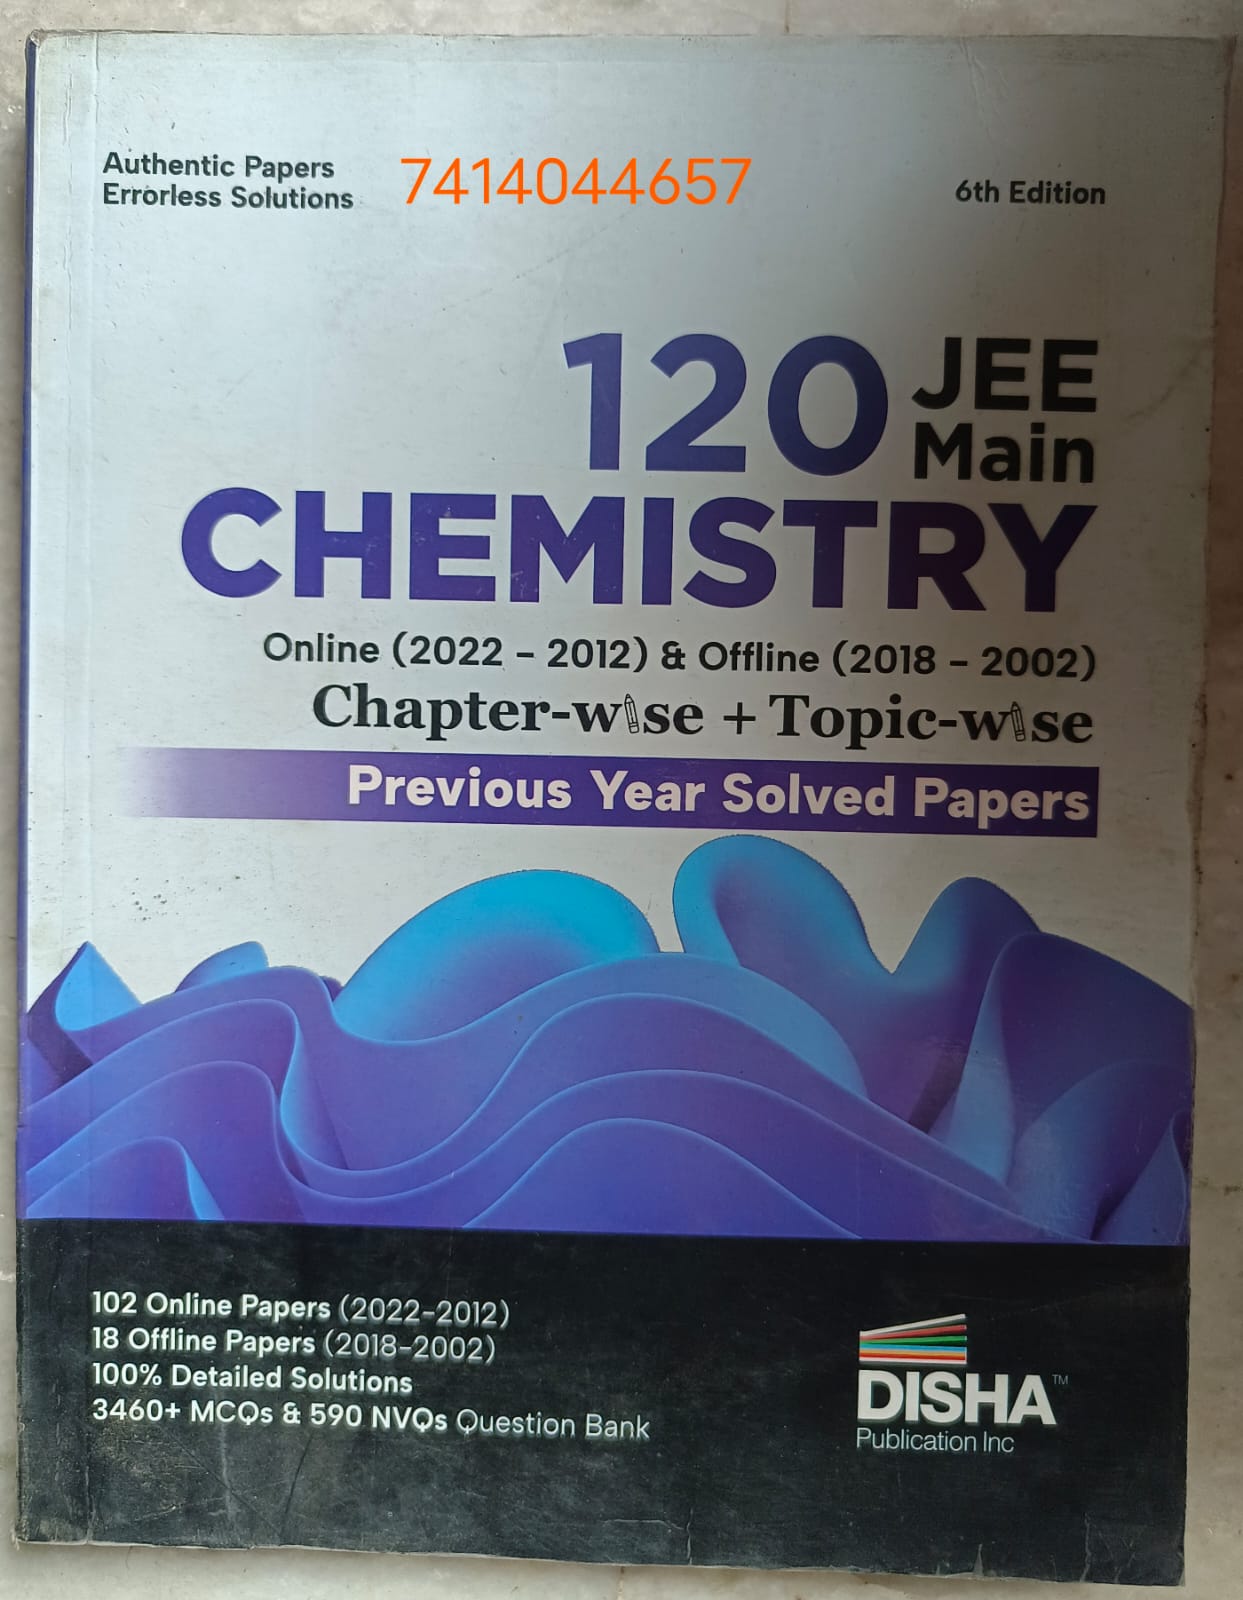 Authentic Papers
Errorless Solutions
7414044657
6th Edition
120 JEE Main
CHEMISTRY
Online (2022 - 2012) & Offline (2018 - 2002)
Chapter-wise + Topic-wise
Previous Year Solved Papers
102 Online Papers (2022-2012)
18 Offline Papers (2018-2002)
100% Detailed Solutions
3460+ MCQs & 590 NVQs Question Bank
DISHA™
Publication Inc